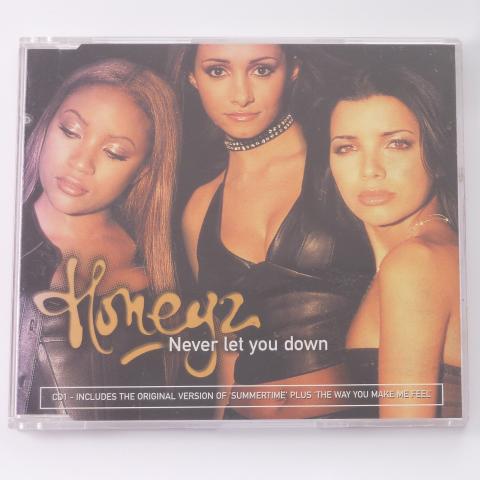 Honeyz
Never let you down
CD1 - INCLUDES THE ORIGINAL VERSION OF 'SUMMERTIME' PLUS 'THE WAY YOU MAKE ME FEEL'